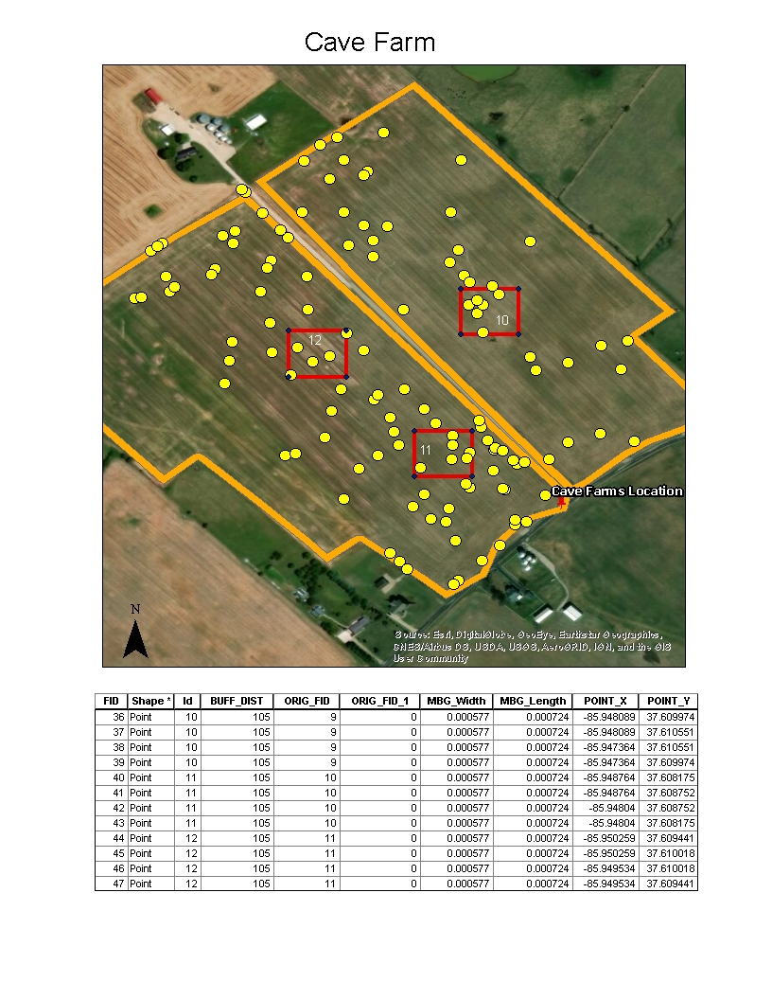 Cave Farm
10
12
11
Cave Farms Location
N
Source: Esri, DigitalGlobe, GeoEye, Earthstar Geographics,
CNES/Airbus DS, USDA, USGS, AeroGRID, IGN, and the GIS
User Community
FID Shape * Id BUFF_DIST ORIG_FID ORIG_FID_1 MBG_Width MBG_Length POINT_X POINT_Y
36 Point 10 105 9 0 0.000577 0.000724 -85.948089 37.609974
37 Point 10 105 9 0 0.000577 0.000724 -85.948089 37.610551
38 Point 10 105 9 0 0.000577 0.000724 -85.947364 37.610551
39 Point 10 105 9 0 0.000577 0.000724 -85.947364 37.609974
40 Point 11 105 10 0 0.000577 0.000724 -85.948764 37.608175
41 Point 11 105 10 0 0.000577 0.000724 -85.948764 37.608752
42 Point 11 105 10 0 0.000577 0.000724 -85.94804 37.608752
43 Point 11 105 10 0 0.000577 0.000724 -85.94804 37.608175
44 Point 12 105 11 0 0.000577 0.000724 -85.950259 37.609441
45 Point 12 105 11 0 0.000577 0.000724 -85.950259 37.610018
46 Point 12 105 11 0 0.000577 0.000724 -85.949534 37.610018
47 Point 12 105 11 0 0.000577 0.000724 -85.949534 37.609441